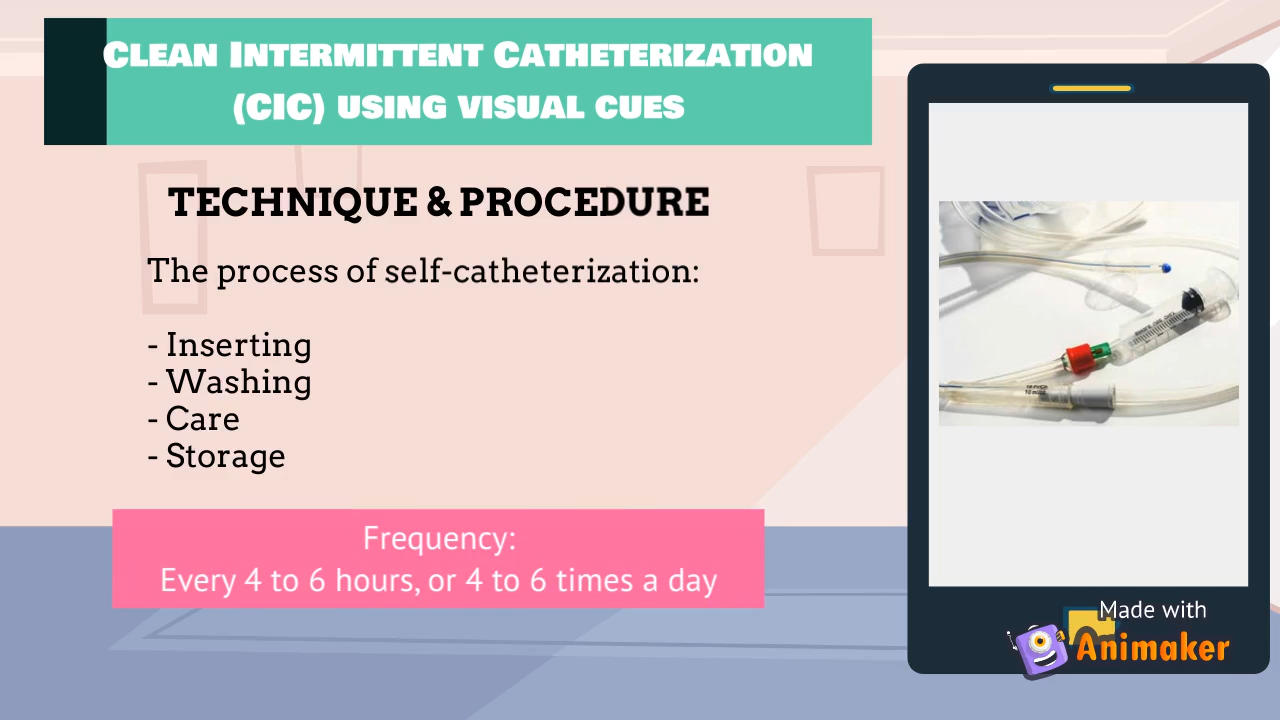 Clean Intermittent Catheterization
(CIC) using visual cues
TECHNIQUE & PROCEDURE
The process of self-catheterization:
- Inserting
- Washing
- Care
- Storage
Frequency:
Every 4 to 6 hours, or 4 to 6 times a day
Made with
Animaker